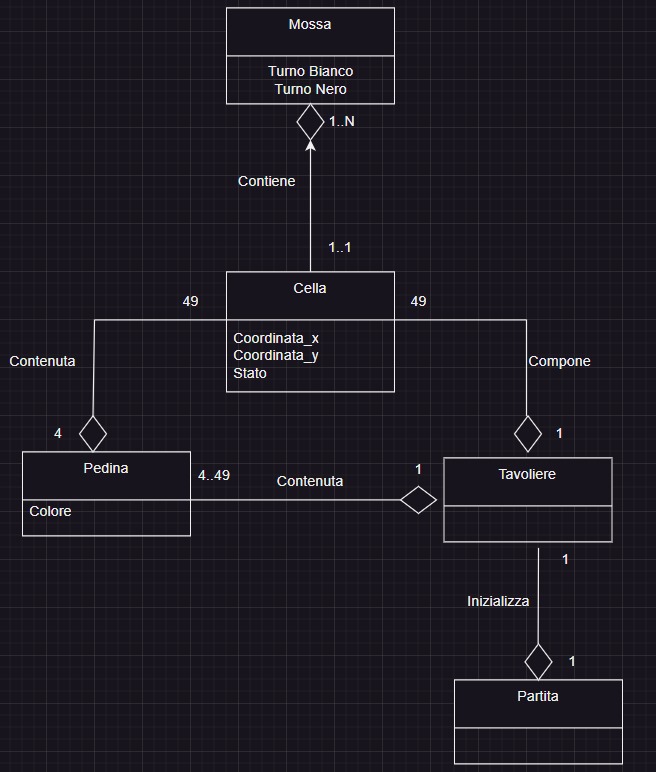 Mossa
Turno Bianco
Turno Nero
1..N
Contiene
1..1
49
Cella
49
Coordinata_x
Coordinata_y
Stato
Contenuta
Compone
4
1
Pedina
4..49
Contenuta
1
Tavoliere
Colore
1
Inizializza
1
Partita